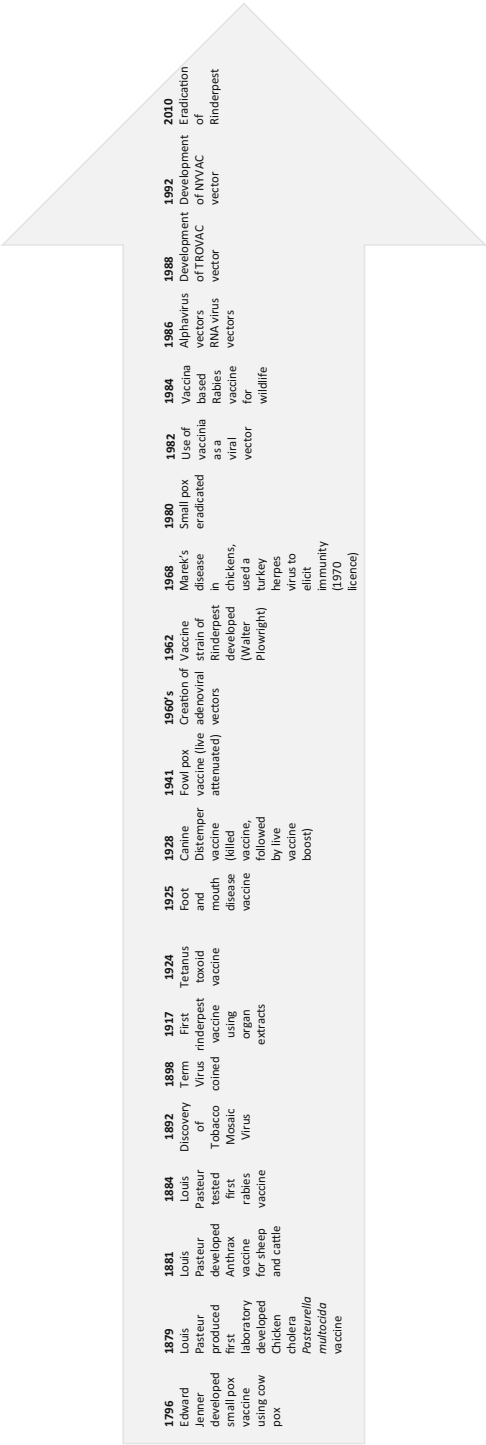 1796
Edward
Jenner
developed
small pox
vaccine
using cow
pox
1879
Louis
Pasteur
produced
first
laboratory
developed
Chicken
cholera
Pasteurella
multocida
vaccine
1881
Louis
Pasteur
developed
Anthrax
vaccine
for sheep
and cattle
1884
Louis
Pasteur
tested
first
rabies
vaccine
1892
Discovery
of
Tobacco
Mosaic
Virus
1898
Term
Virus
coined
1917
First
rinderpest
vaccine
using
organ
extracts
1924
Tetanus
toxoid
vaccine
1925
Foot
and
mouth
disease
vaccine
1928
Canine
Distemper
vaccine
(killed
vaccine,
followed
by live
vaccine
boost)
1941
Fowl pox
vaccine (live
attenuated)
1960's
Creation of
adenoviral
vectors
1962
Vaccine
strain of
Rinderpest
developed
(Walter
Plowright)
1968
Marek's
disease
in
chickens,
used a
turkey
herpes
virus to
elicit
immunity
(1970
licence)
1980
Small pox
eradicated
1982
Use of
vaccinia
as a
viral
vector
1984
Vaccina
based
Rabies
vaccine
for
wildlife
1986
Alphavirus
vectors
RNA virus
vectors
1988
Development
of TROVAC
vector
1992
Development
of NYVAC
vector
2010
Eradication
of
Rinderpest